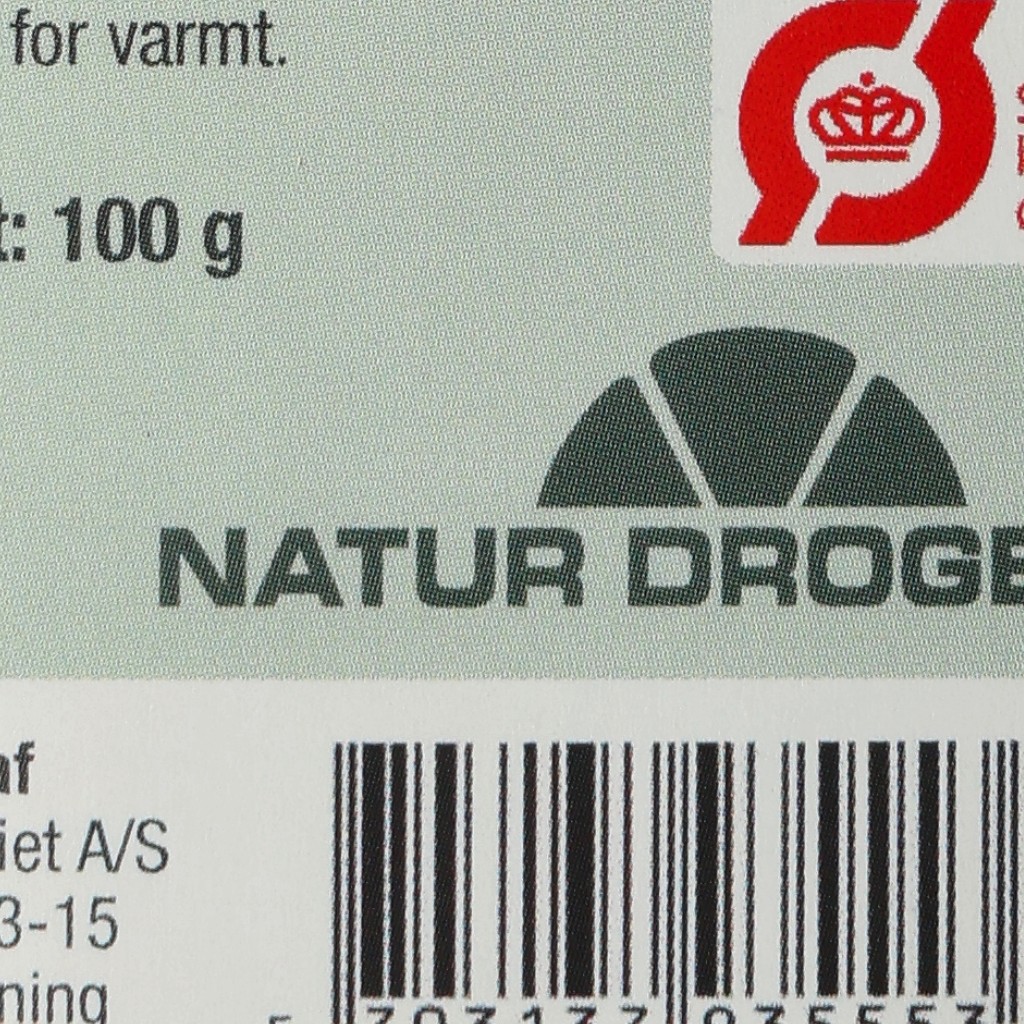 for varmt.
t: 100 g
NATUR DROGE
af
iet A/S
3-15
ning